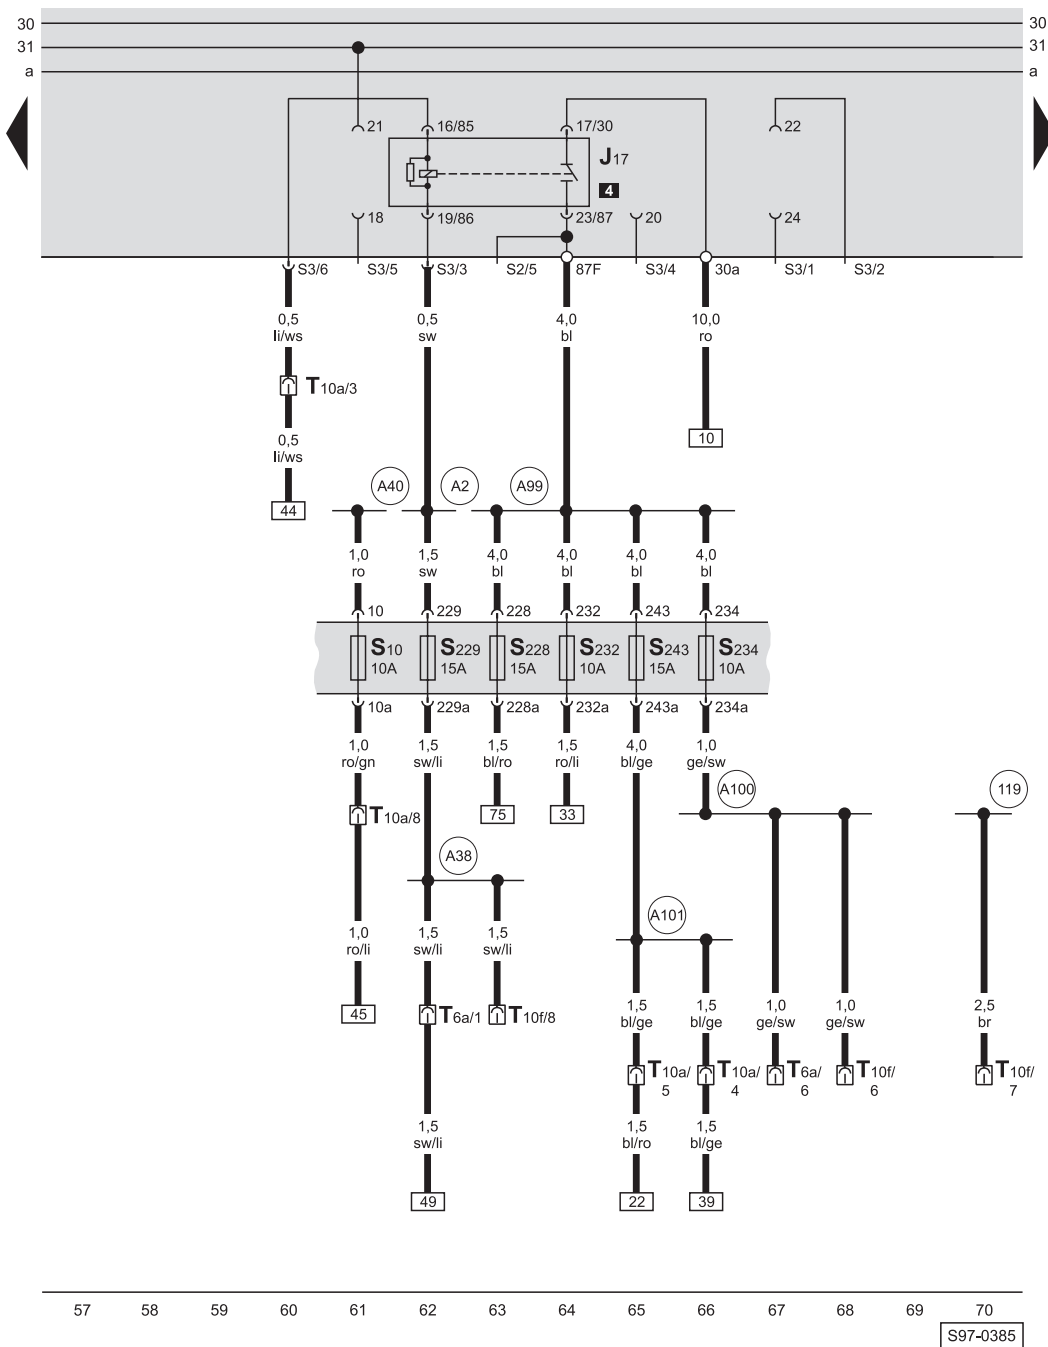 30 30
31 31
a a
21 16/85 17/30 22
J17
4
18 19/86 23/87 20 24
S3/6 S3/5 S3/3 S2/5 87F S3/4 30a S3/1 S3/2
0,5 0,5 4,0 10,0
li/ws sw bl ro
T10a/3
10
0,5
li/ws
A40 A2 A99
44
1,0 1,5 4,0 4,0 4,0 4,0
ro sw bl bl bl bl
10 229 228 232 243 234
S10 S229 S228 S232 S243 S234
10A 15A 15A 10A 15A 10A
10a 229a 228a 232a 243a 234a
1,0 1,5 1,5 1,5 4,0 1,0
ro/gn sw/li bl/ro ro/li bl/ge ge/sw
A100 119
T10a/8 75 33
A38
A101
1,0 1,5 1,5
ro/li sw/li sw/li
1,5 1,5 1,0 1,0 2,5
bl/ge bl/ge ge/sw ge/sw br
45 T6a/1 T10f/8
T10a/ T10a/ T6a/ T10f/ T10f/
5 4 6 6 7
1,5 1,5 1,5
sw/li bl/ro bl/ge
49 22 39
57 58 59 60 61 62 63 64 65 66 67 68 69 70
S97-0385